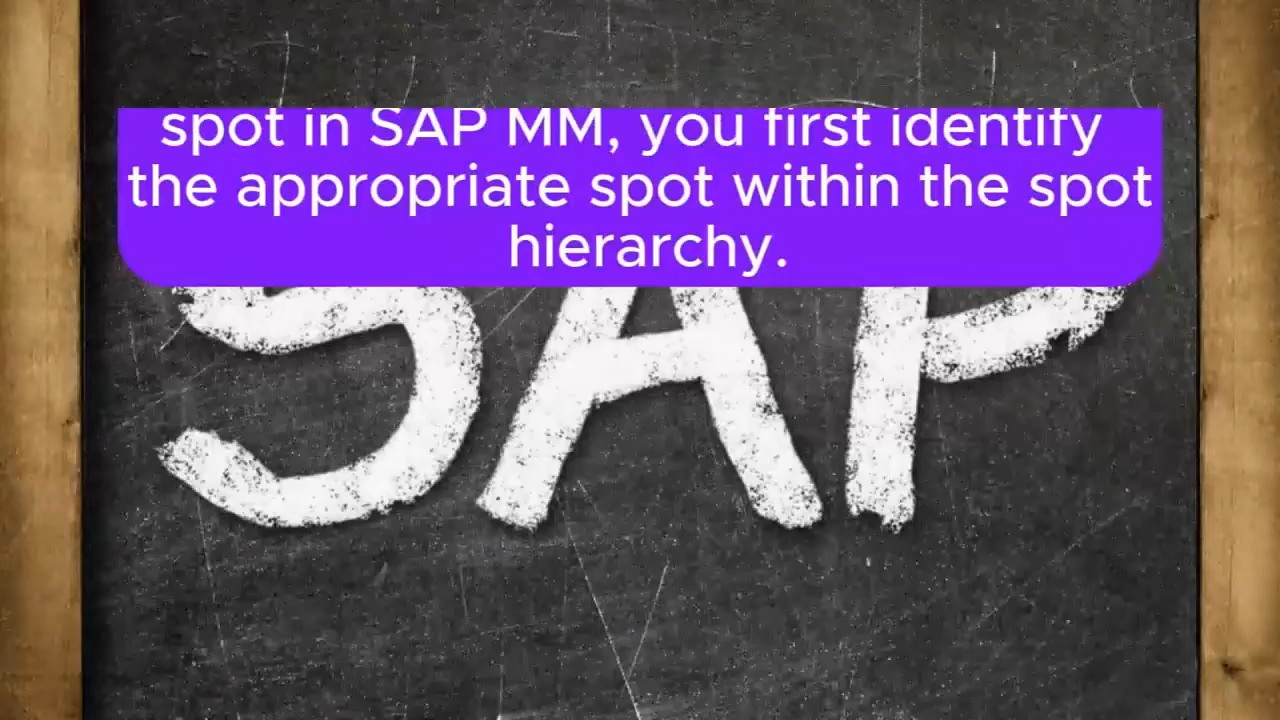 spot in SAP MM, you first identify
the appropriate spot within the spot
hierarchy.
SAP